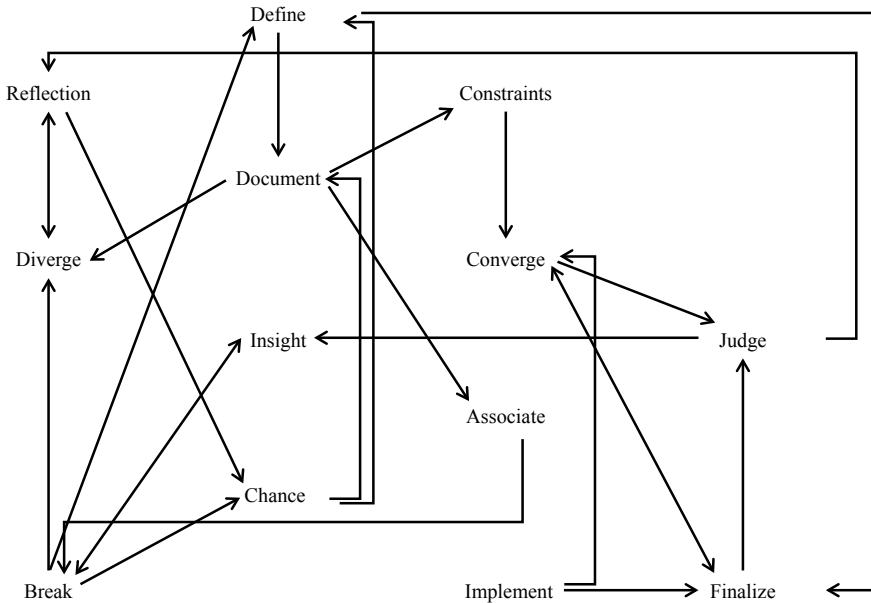 Define
Reflection
Constraints
Document
Diverge
Converge
Insight
Judge
Associate
Chance
Break
Implement
Finalize